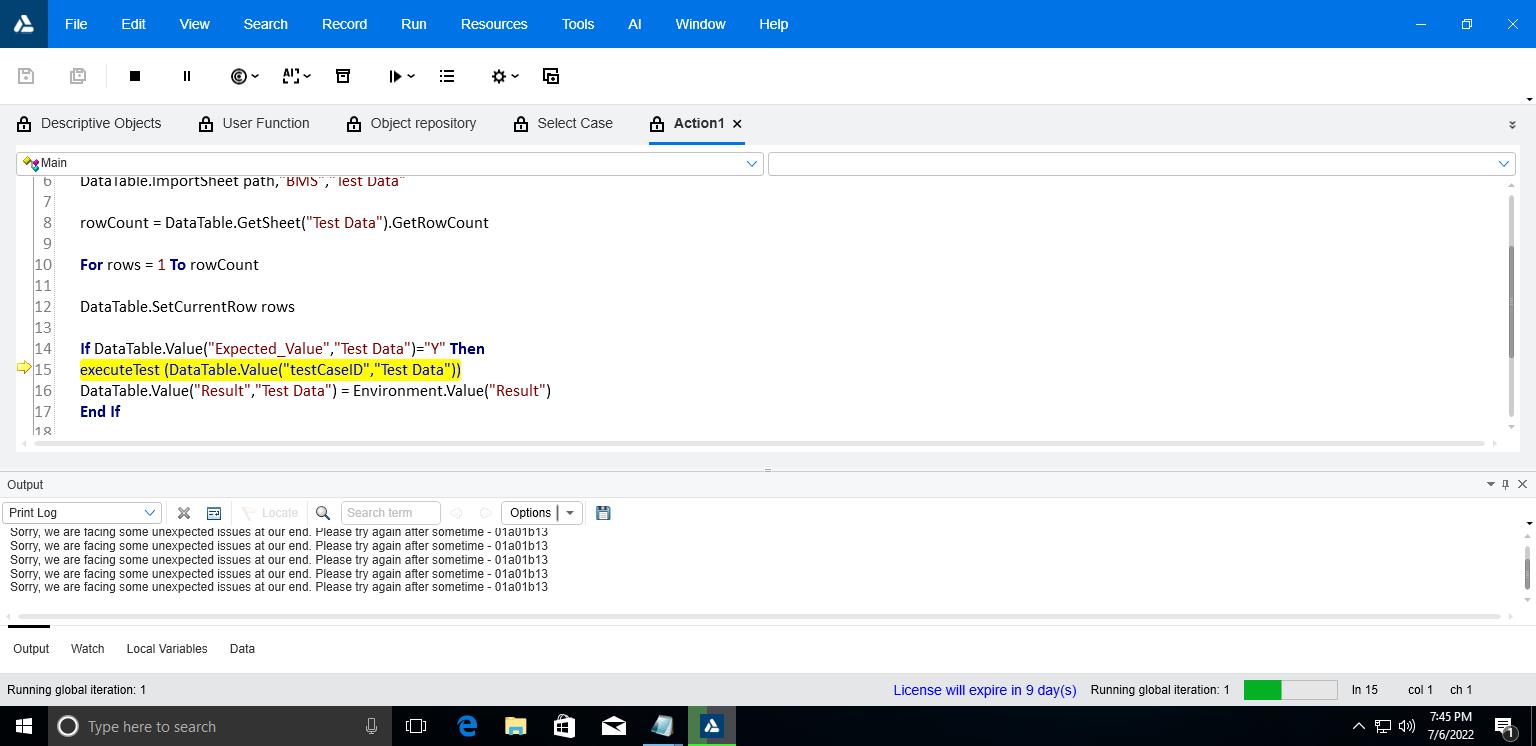 File Edit View Search Record Run Resources Tools AI Window Help
Descriptive Objects User Function Object repository Select Case Action1
Main
6 DataTable.ImportSheet path,"BMS","Test Data"
7
8 rowCount = DataTable.GetSheet("Test Data").GetRowCount
9
10 For rows = 1 To rowCount
11
12 DataTable.SetCurrentRow rows
13
14 If DataTable.Value("Expected_Value","Test Data")="Y" Then
15 executeTest (DataTable.Value("testCaseID","Test Data"))
16 DataTable.Value("Result","Test Data") = Environment.Value("Result")
17 End If
18
Output
Print Log Locate Search term Options
Sorry, we are facing some unexpected issues at our end. Please try again after sometime - 01a01b13
Sorry, we are facing some unexpected issues at our end. Please try again after sometime - 01a01b13
Sorry, we are facing some unexpected issues at our end. Please try again after sometime - 01a01b13
Sorry, we are facing some unexpected issues at our end. Please try again after sometime - 01a01b13
Sorry, we are facing some unexpected issues at our end. Please try again after sometime - 01a01b13
Output Watch Local Variables Data
Running global iteration: 1 License will expire in 9 day(s) Running global iteration: 1 ln 15 col 1 ch 1
Type here to search
7:45 PM
7/6/2022
1